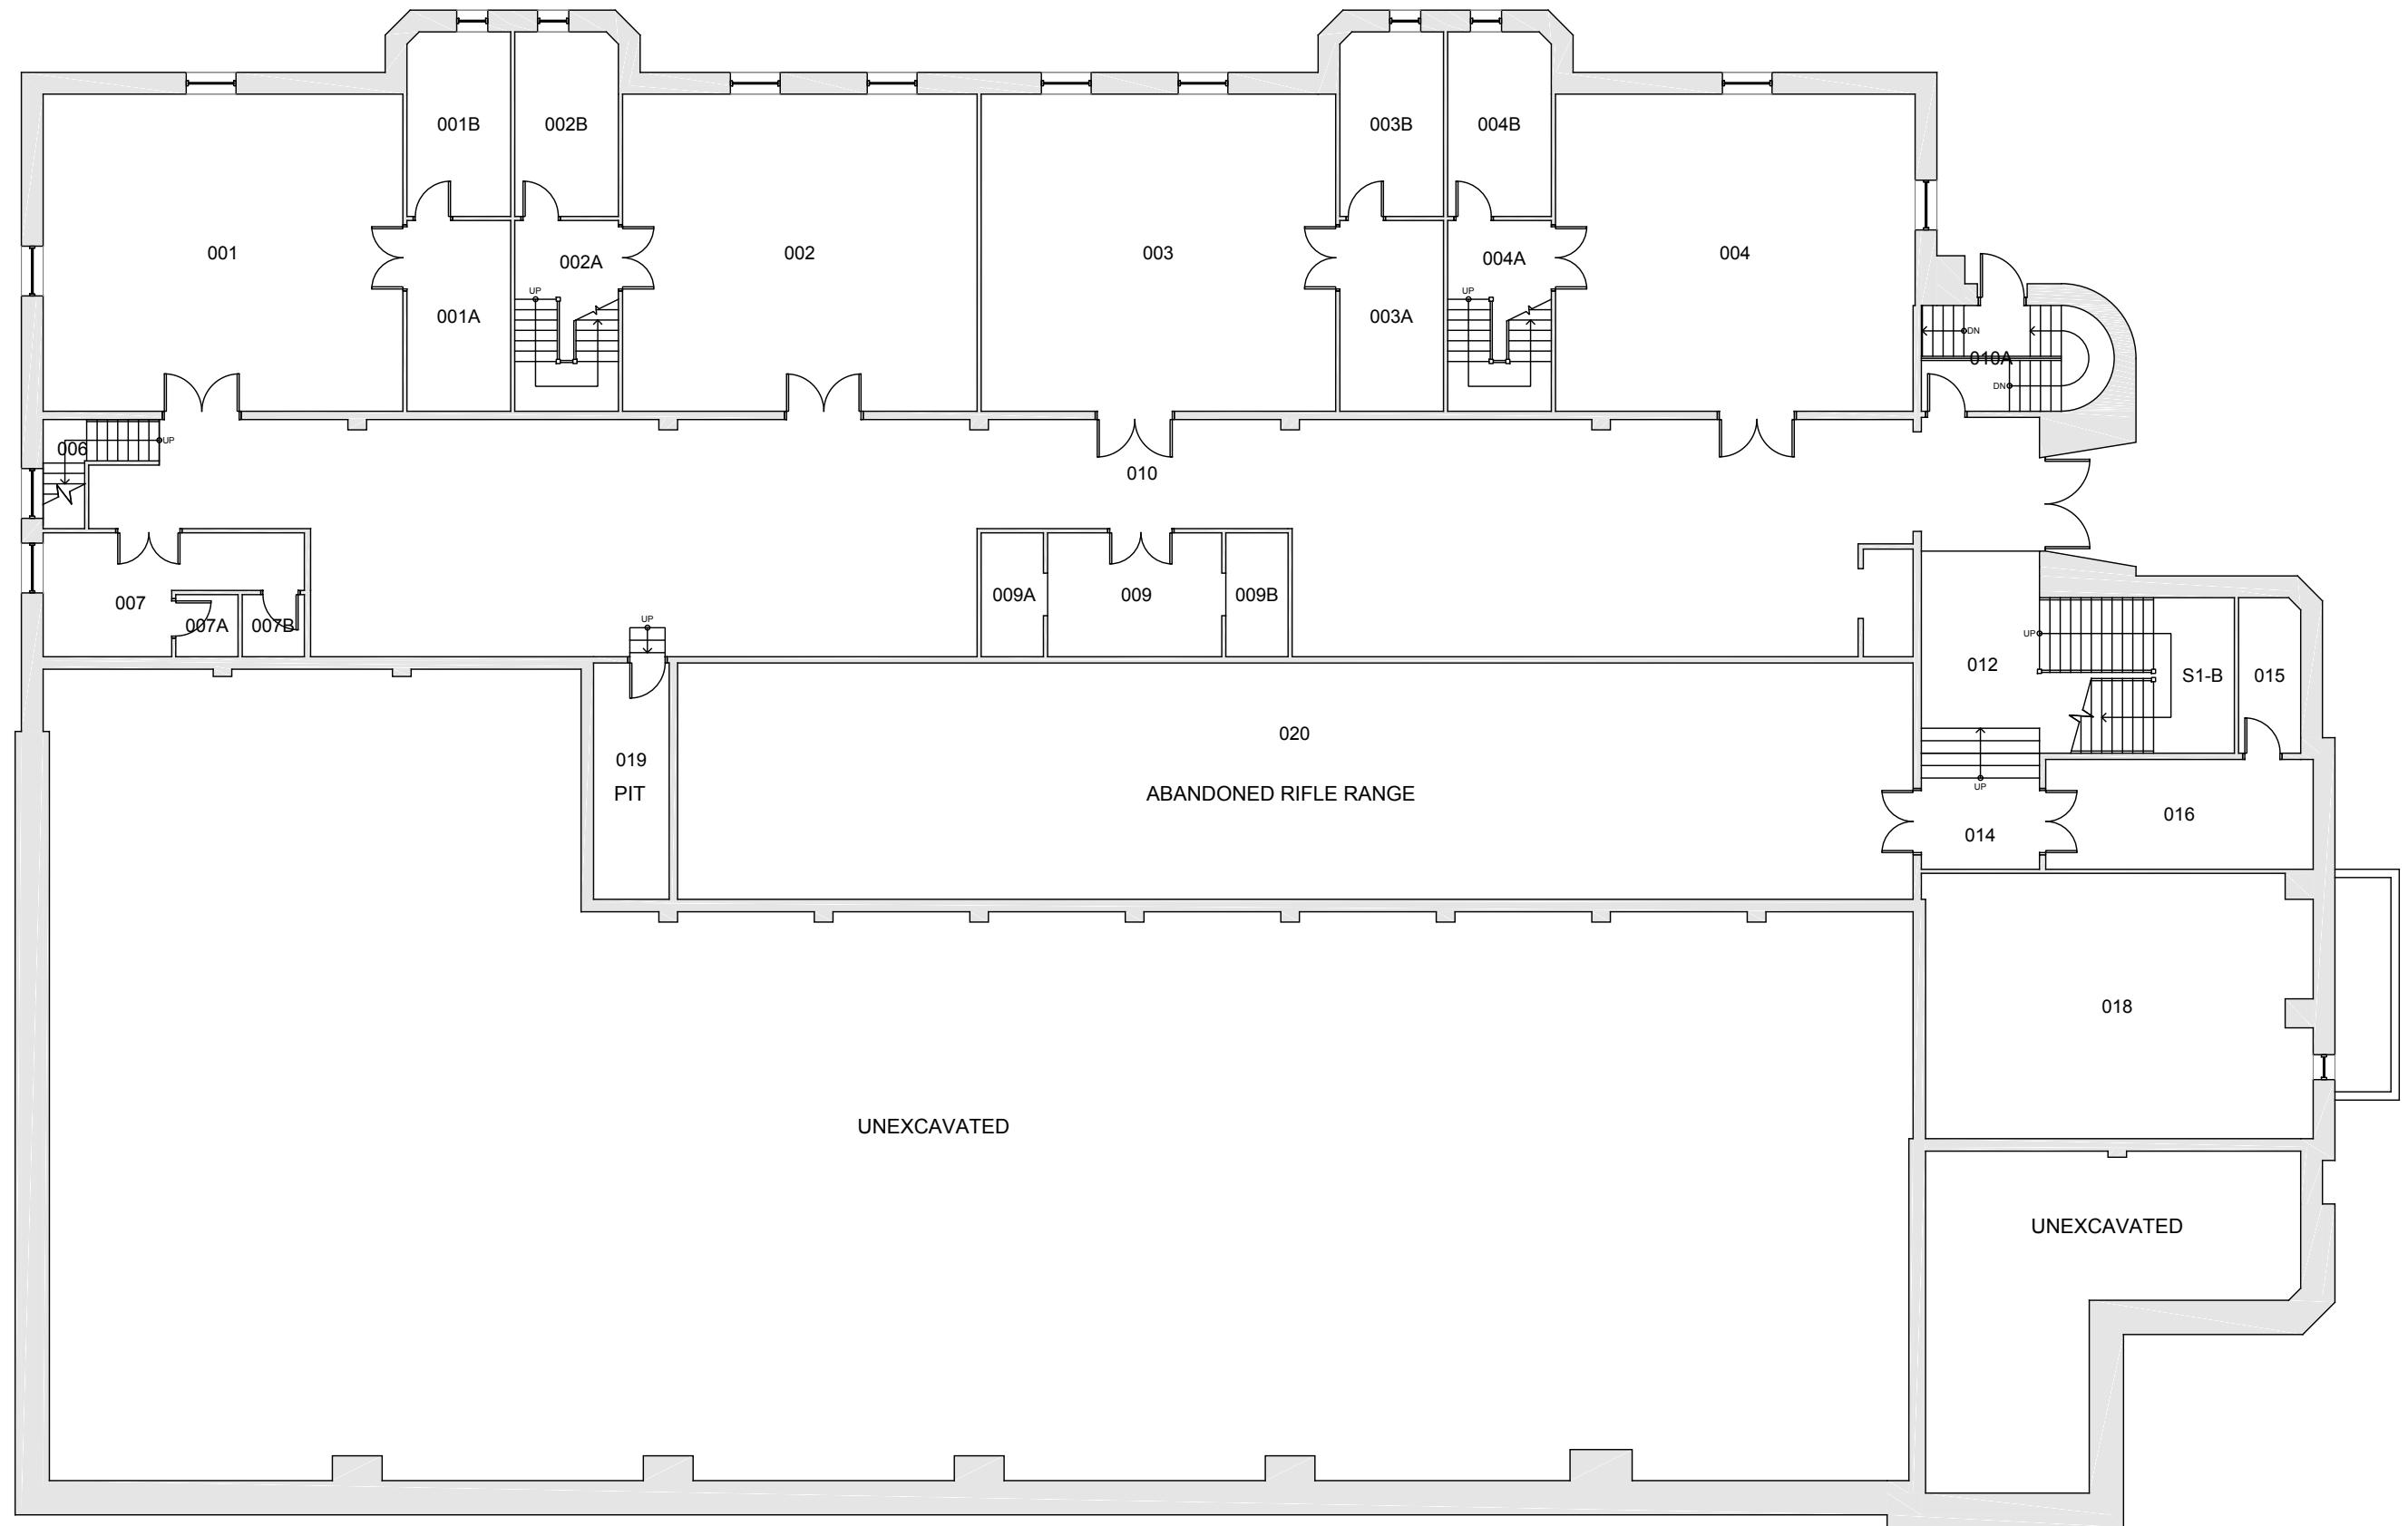 001B
002B
003B
004B
001
002A
002
003
004A
004
UP
UP
001A
003A
DN
010A
DN
006
UP
010
007
007A
007B
UP
009A
009
009B
UP
012
S1-B
015
019
PIT
020
ABANDONED RIFLE RANGE
UP
016
014
018
UNEXCAVATED
UNEXCAVATED